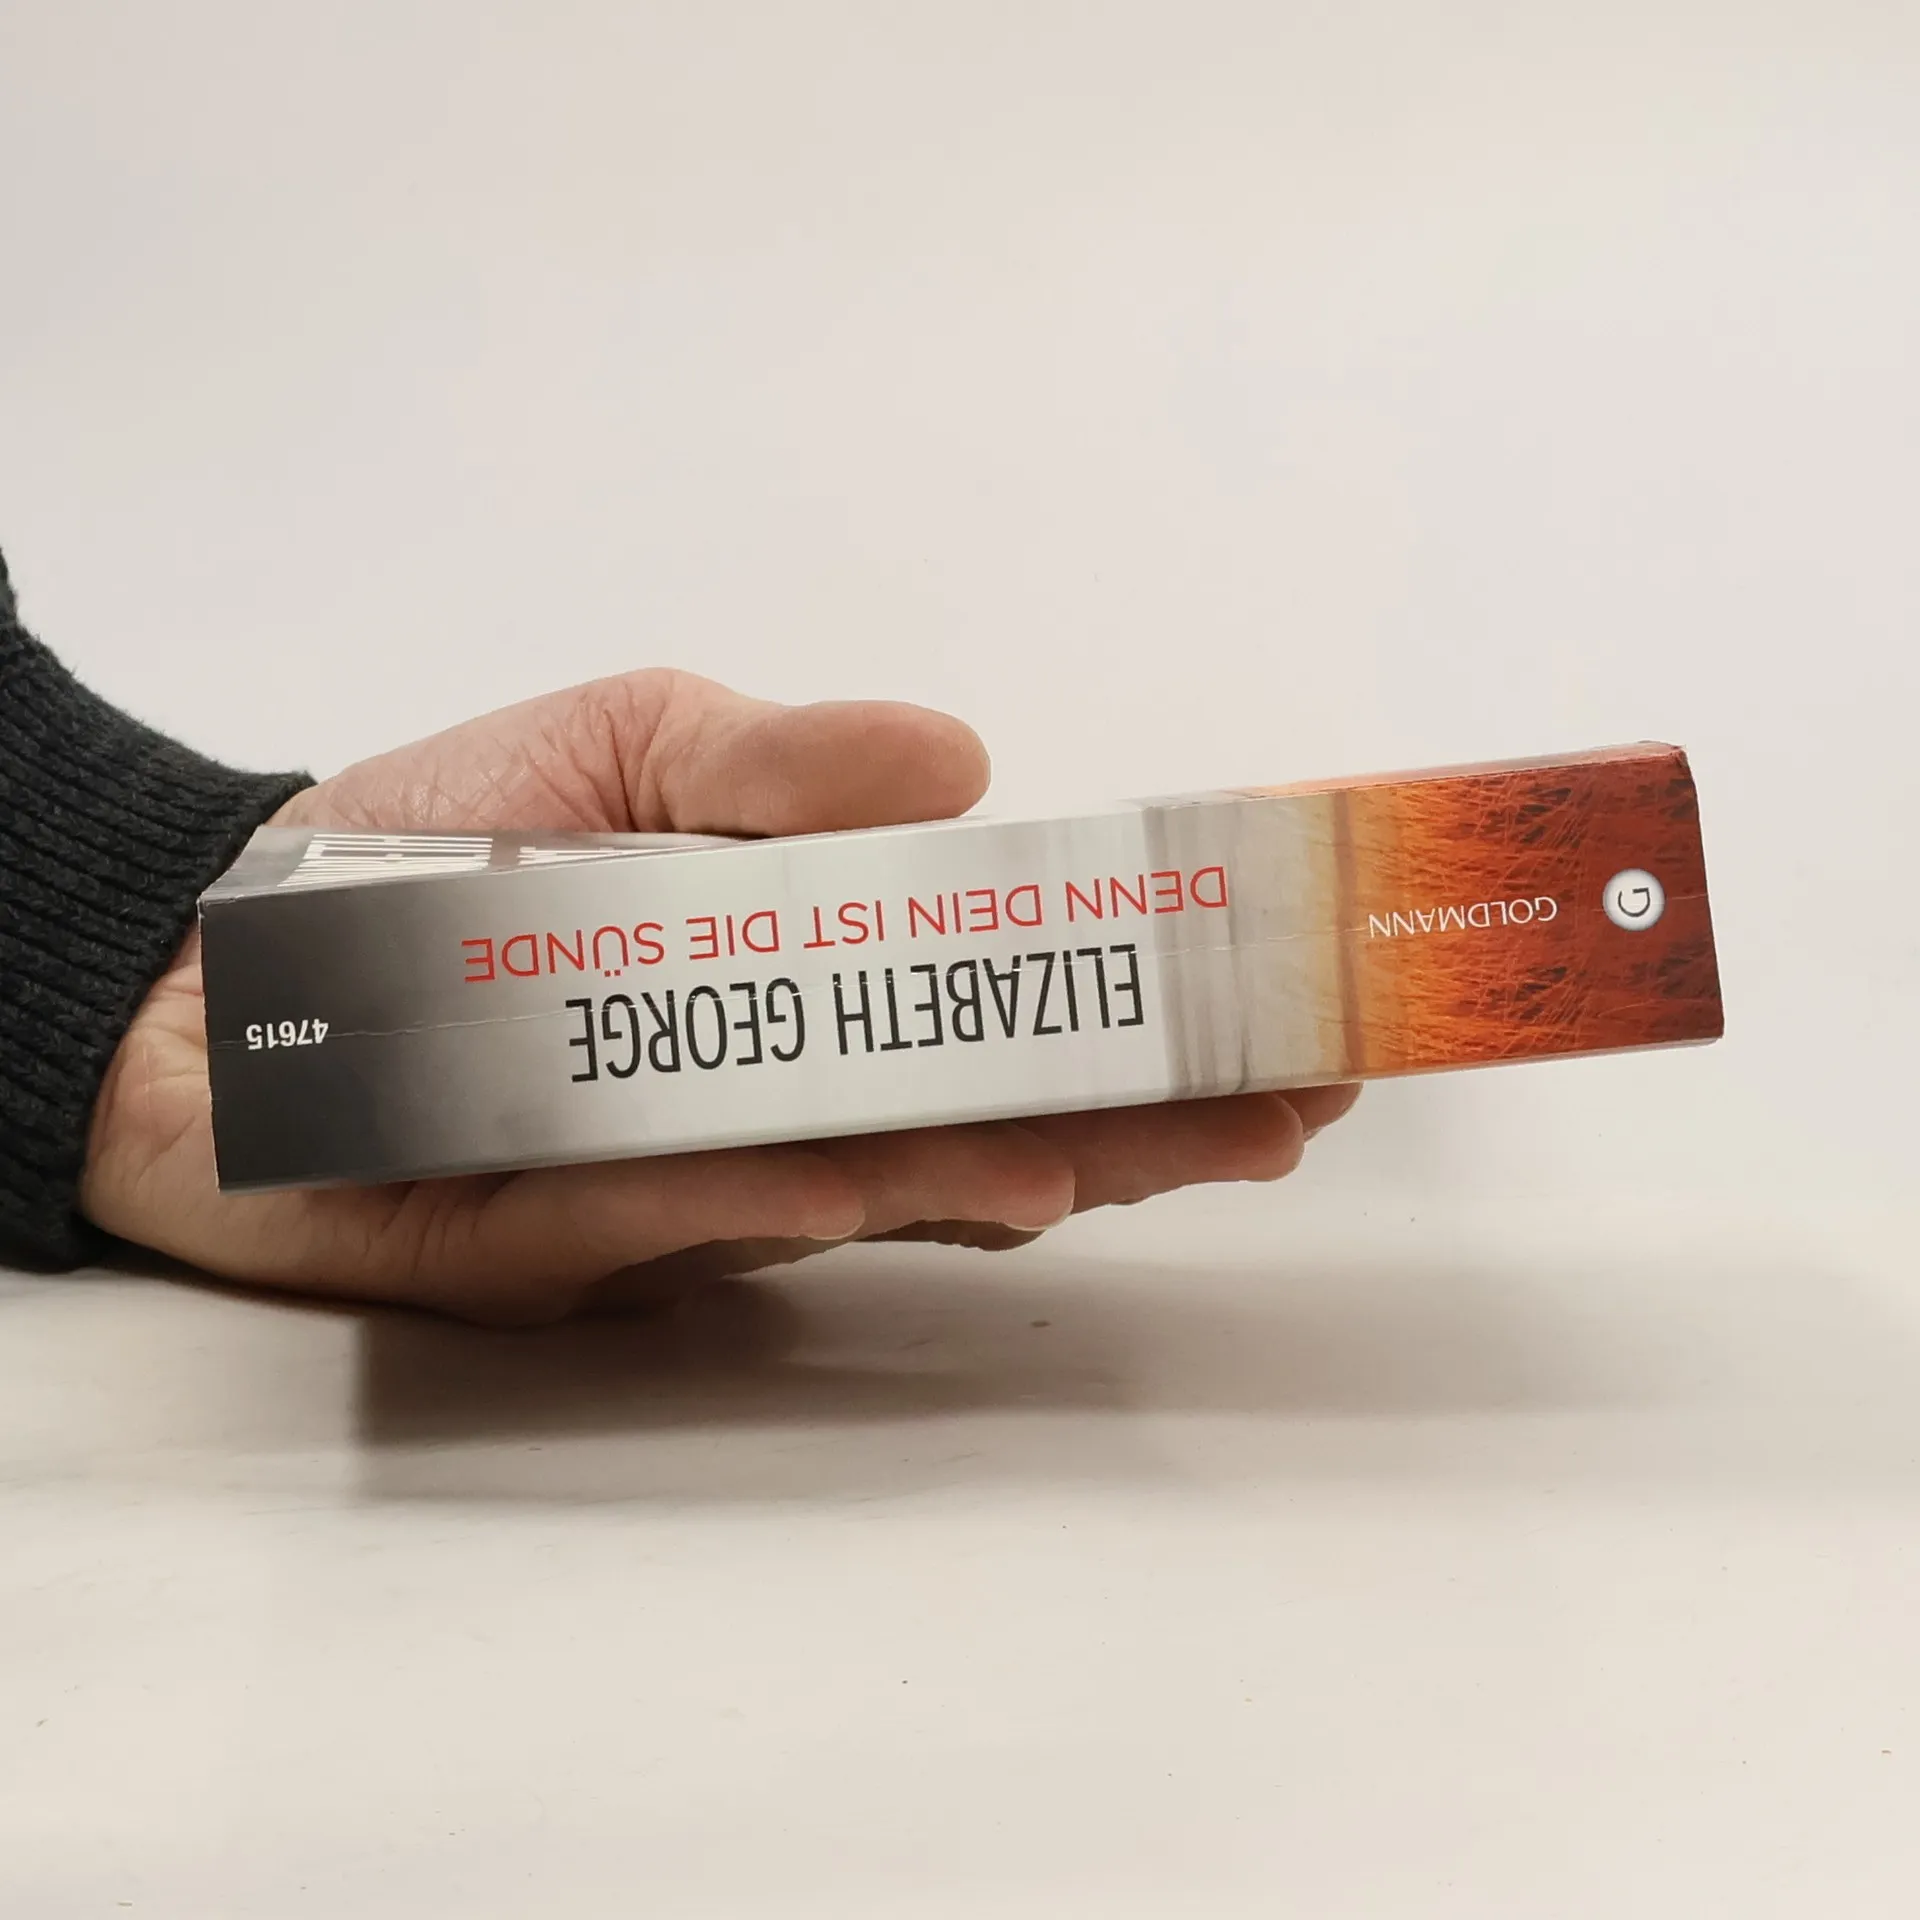 47615
ELIZABETH GEORGE
DENN DEIN IST DIE SÜNDE
GOLDMANN
G